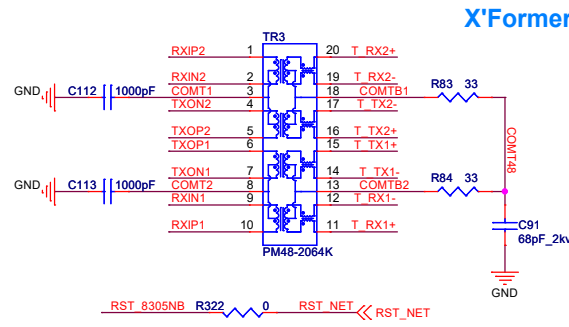 X'Former
TR3
RXIP2 1 20 T_RX2+
RXIN2 2 19 T_RX2-
GND C112 1000pF COMT1 3 18 COMTB1 R83 33
TXON2 4 17 T_TX2-
TXOP2 5 16 T_TX2+
TXOP1 6 15 T_TX1+
COMT48
TXON1 7 14 T_TX1-
GND C113 1000pF COMT2 8 13 COMTB2 R84 33
RXIN1 9 12 T_RX1-
RXIP1 10 11 T_RX1+
C91
68pF_2kv
PM48-2064K
GND
RST_8305NB R322 0 RST_NET RST_NET